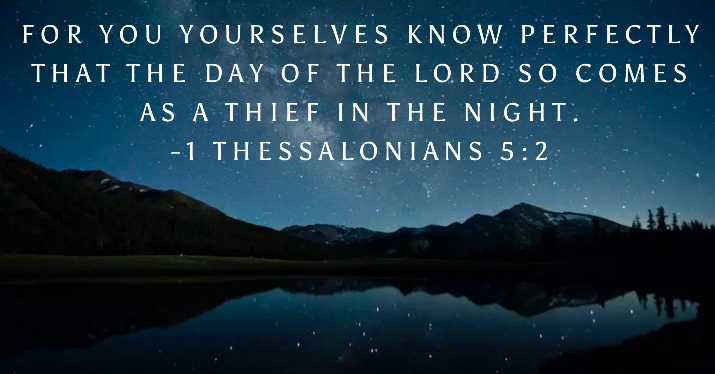 FOR YOU YOURSELVES KNOW PERFECTLY
THAT THE DAY OF THE LORD SO COMES
AS A THIEF IN THE NIGHT.
-1 THESSALONIANS 5:2